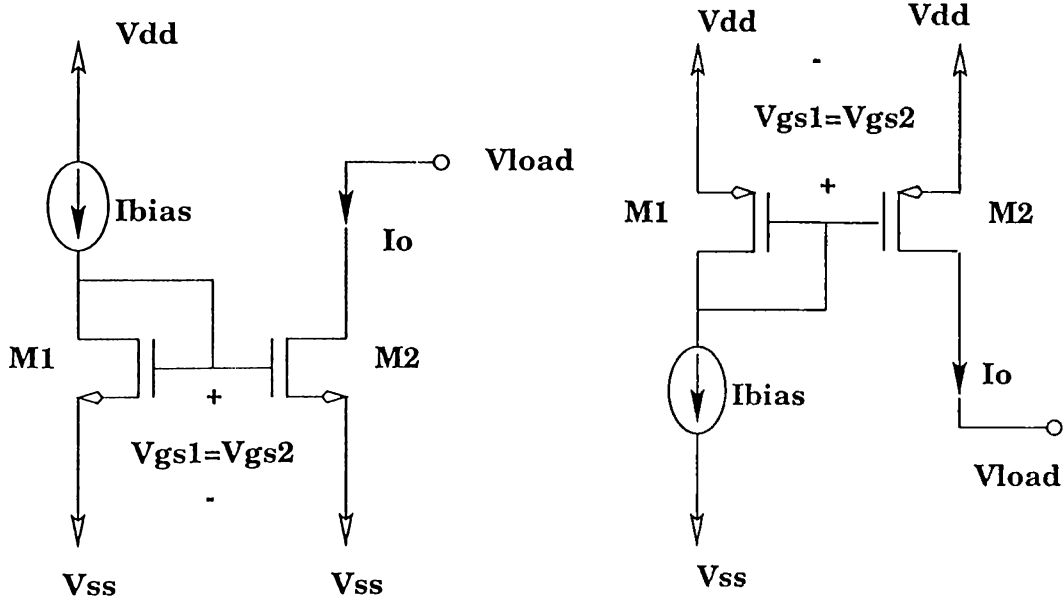 Vdd
Vload
Ibias
Io
M1
M2
+
Vgs1=Vgs2
-
Vss
Vss
Vdd
Vdd
-
Vgs1=Vgs2
+
M1
M2
Ibias
Io
Vload
Vss